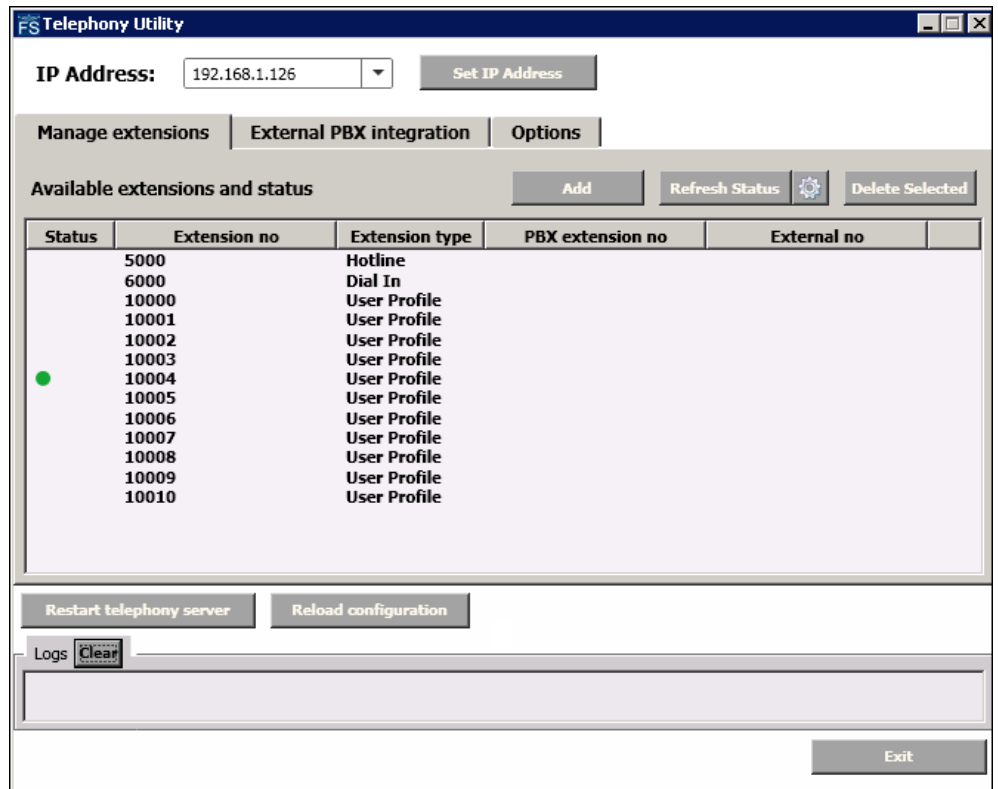 FS Telephony Utility
IP Address: 192.168.1.126 Set IP Address
Manage extensions External PBX integration Options
Available extensions and status Add Refresh Status Delete Selected
Status Extension no Extension type PBX extension no External no
5000 Hotline
6000 Dial In
10000 User Profile
10001 User Profile
10002 User Profile
10003 User Profile
10004 User Profile
10005 User Profile
10006 User Profile
10007 User Profile
10008 User Profile
10009 User Profile
10010 User Profile
Restart telephony server Reload configuration
Logs Clear
Exit